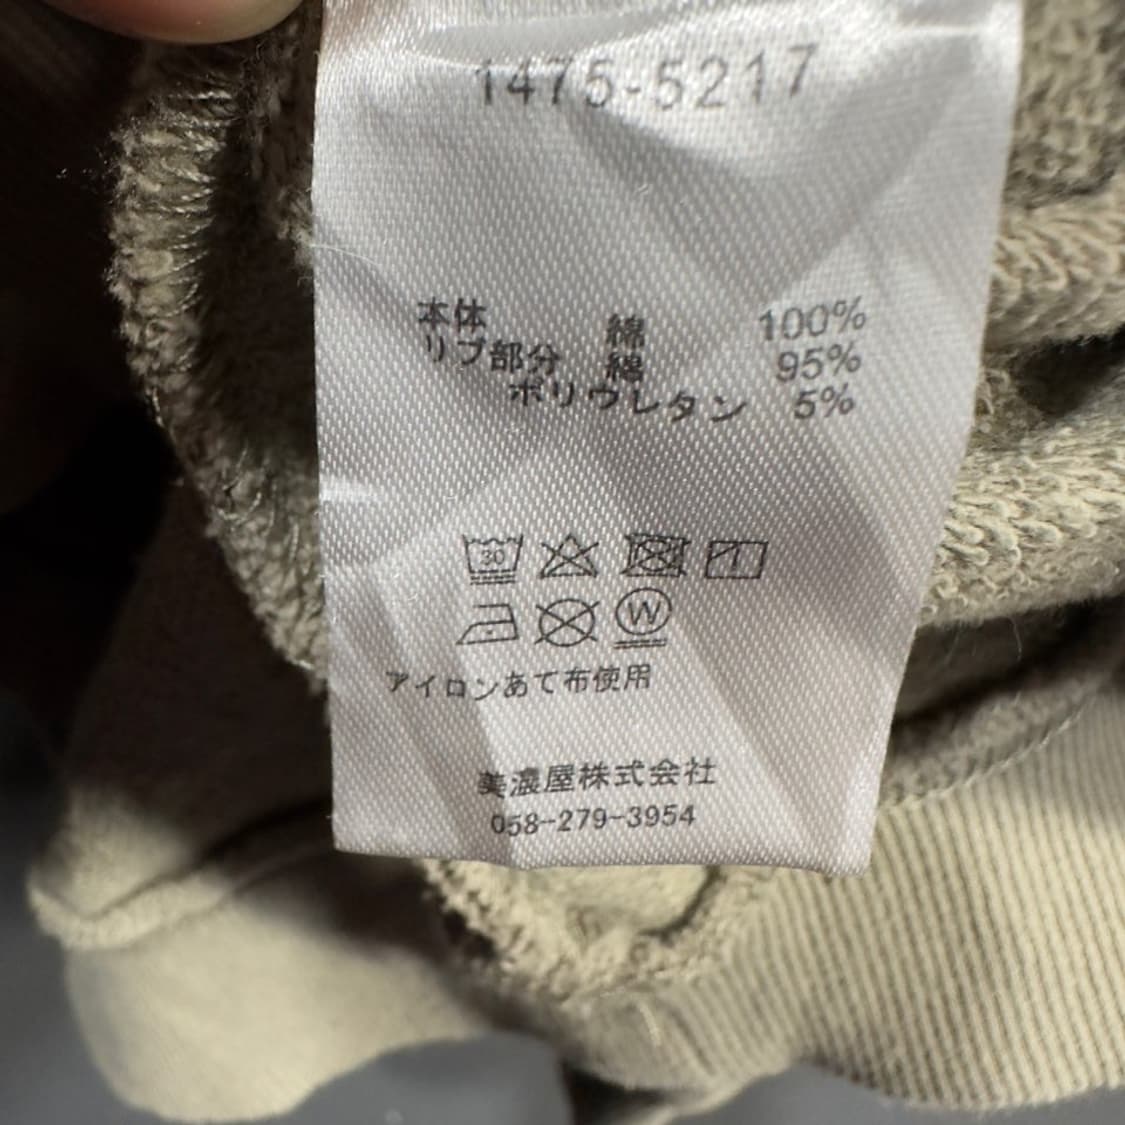 1475-5217
本体 綿 100%
リブ部分 綿 95%
ポリウレタン 5%
30
W
アイロンあて布使用
美濃屋株式会社
058-279-3954